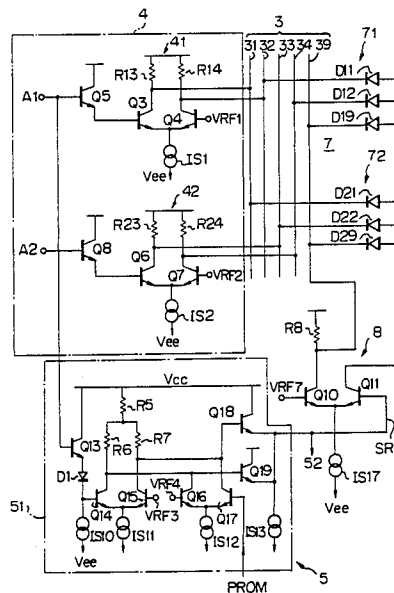 4
3
41
31 32 33 34 39
71
R13 R14
D11
A1 Q5
D12
Q3 Q4
VRF1
D19
IS1
7
Vee
72
42
D21
R23 R24
D22
A2 Q8
D29
Q6 Q7
VRF2
IS2
R8
8
Vee
Q10 Q11
VRF7
Vcc
R5
Q18
SR
Q13
R6 R7
52
Q19
IS17
D1
VRF4
Vee
51
Q14 Q15
VRF3
Q16 Q17
IS10 IS11
IS12
IS13
Vee
5
PROM